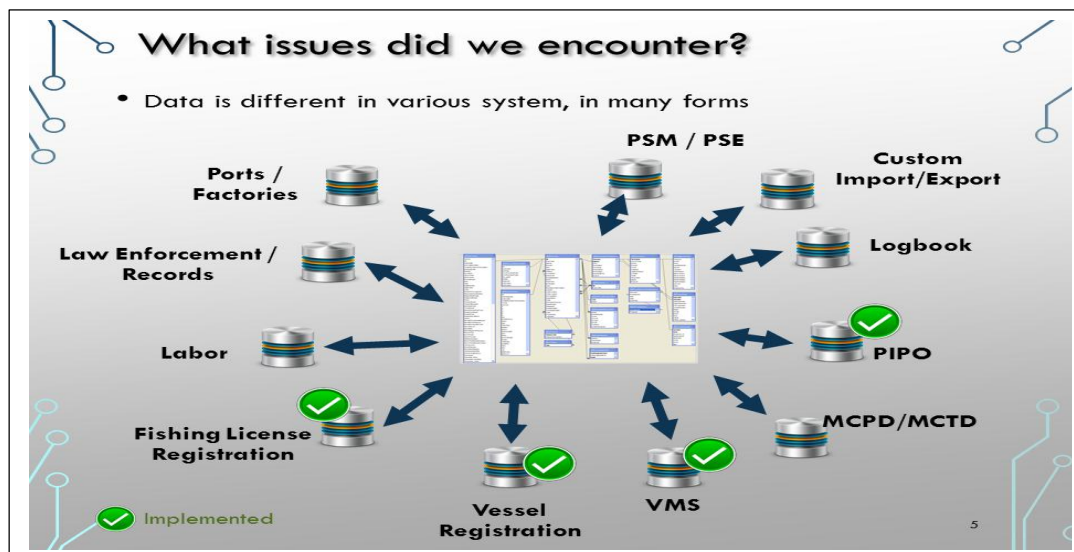 What issues did we encounter?
• Data is different in various system, in many forms
PSM / PSE
Custom
Import/Export
Ports /
Factories
Logbook
Law Enforcement /
Records
PIPO
Labor
MCPD/MCTD
Fishing License
Registration
VMS
Vessel
Registration
Implemented
5